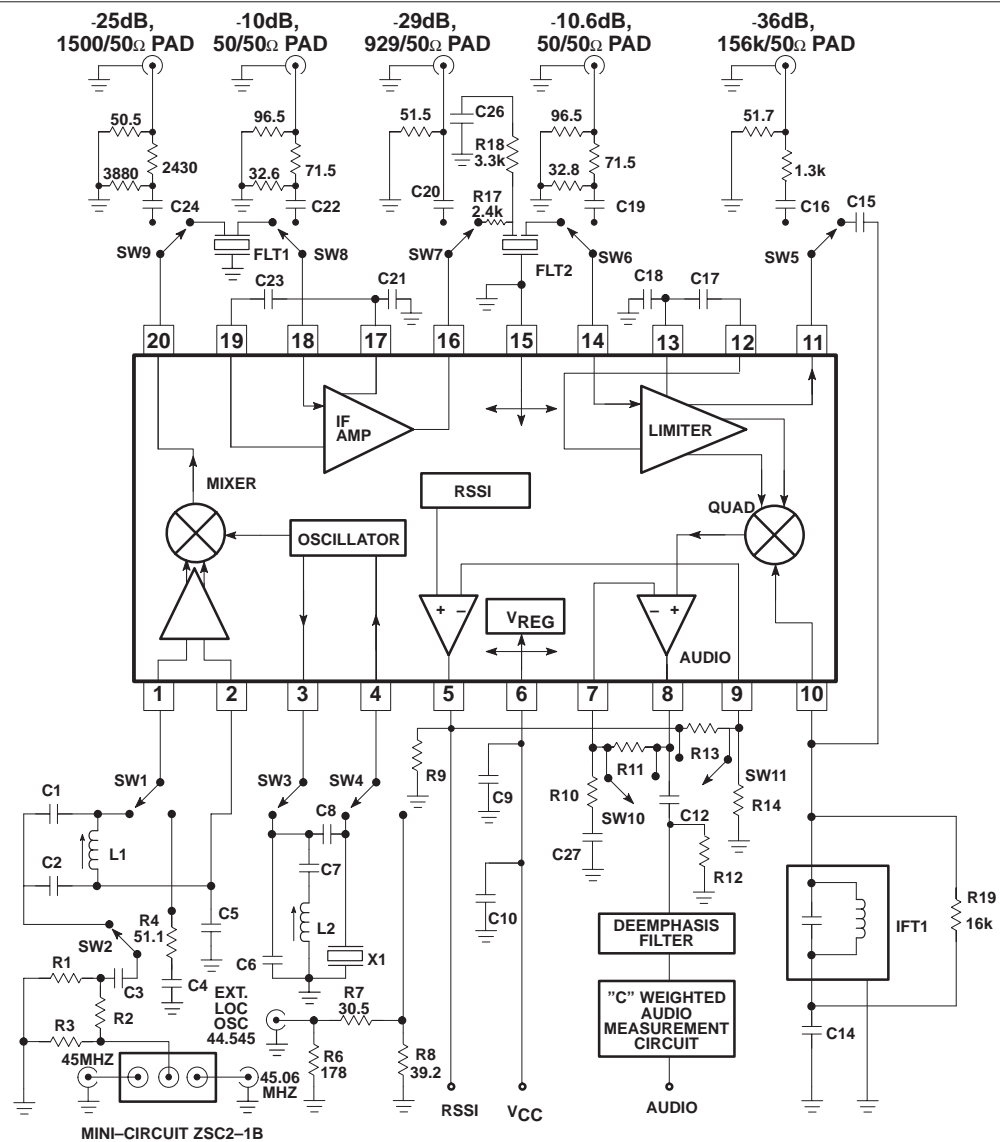 -25dB,
1500/50Ω PAD
-10dB,
50/50Ω PAD
-29dB,
929/50Ω PAD
-10.6dB,
50/50Ω PAD
-36dB,
156k/50Ω PAD
50.5
2430
3880
C24
96.5
71.5
32.6
C22
51.5
C20
C26
R18
3.3k
R17
2.4k
96.5
71.5
32.8
C19
51.7
1.3k
C16
C15
SW9
FLT1
SW8
SW7
FLT2
SW6
SW5
C23
C21
C18
C17
20
19
18
17
16
15
14
13
12
11
IF
AMP
LIMITER
MIXER
RSSI
QUAD
OSCILLATOR
+ –
VREG
– +
AUDIO
1
2
3
4
5
6
7
8
9
10
SW1
C1
L1
C2
SW2
R4
51.1
C5
R1
C3
C4
R2
R3
45MHZ
45.06
MHZ
MINI–CIRCUIT ZSC2–1B
SW3
SW4
C8
C7
L2
C6
X1
EXT.
LOC
OSC
44.545
R7
30.5
R6
178
R8
39.2
R9
C9
C10
R11
R13
R10
SW10
SW11
R14
C12
C27
R12
DEEMPHASIS
FILTER
"C" WEIGHTED
AUDIO
MEASUREMENT
CIRCUIT
RSSI
VCC
AUDIO
IFT1
R19
16k
C14